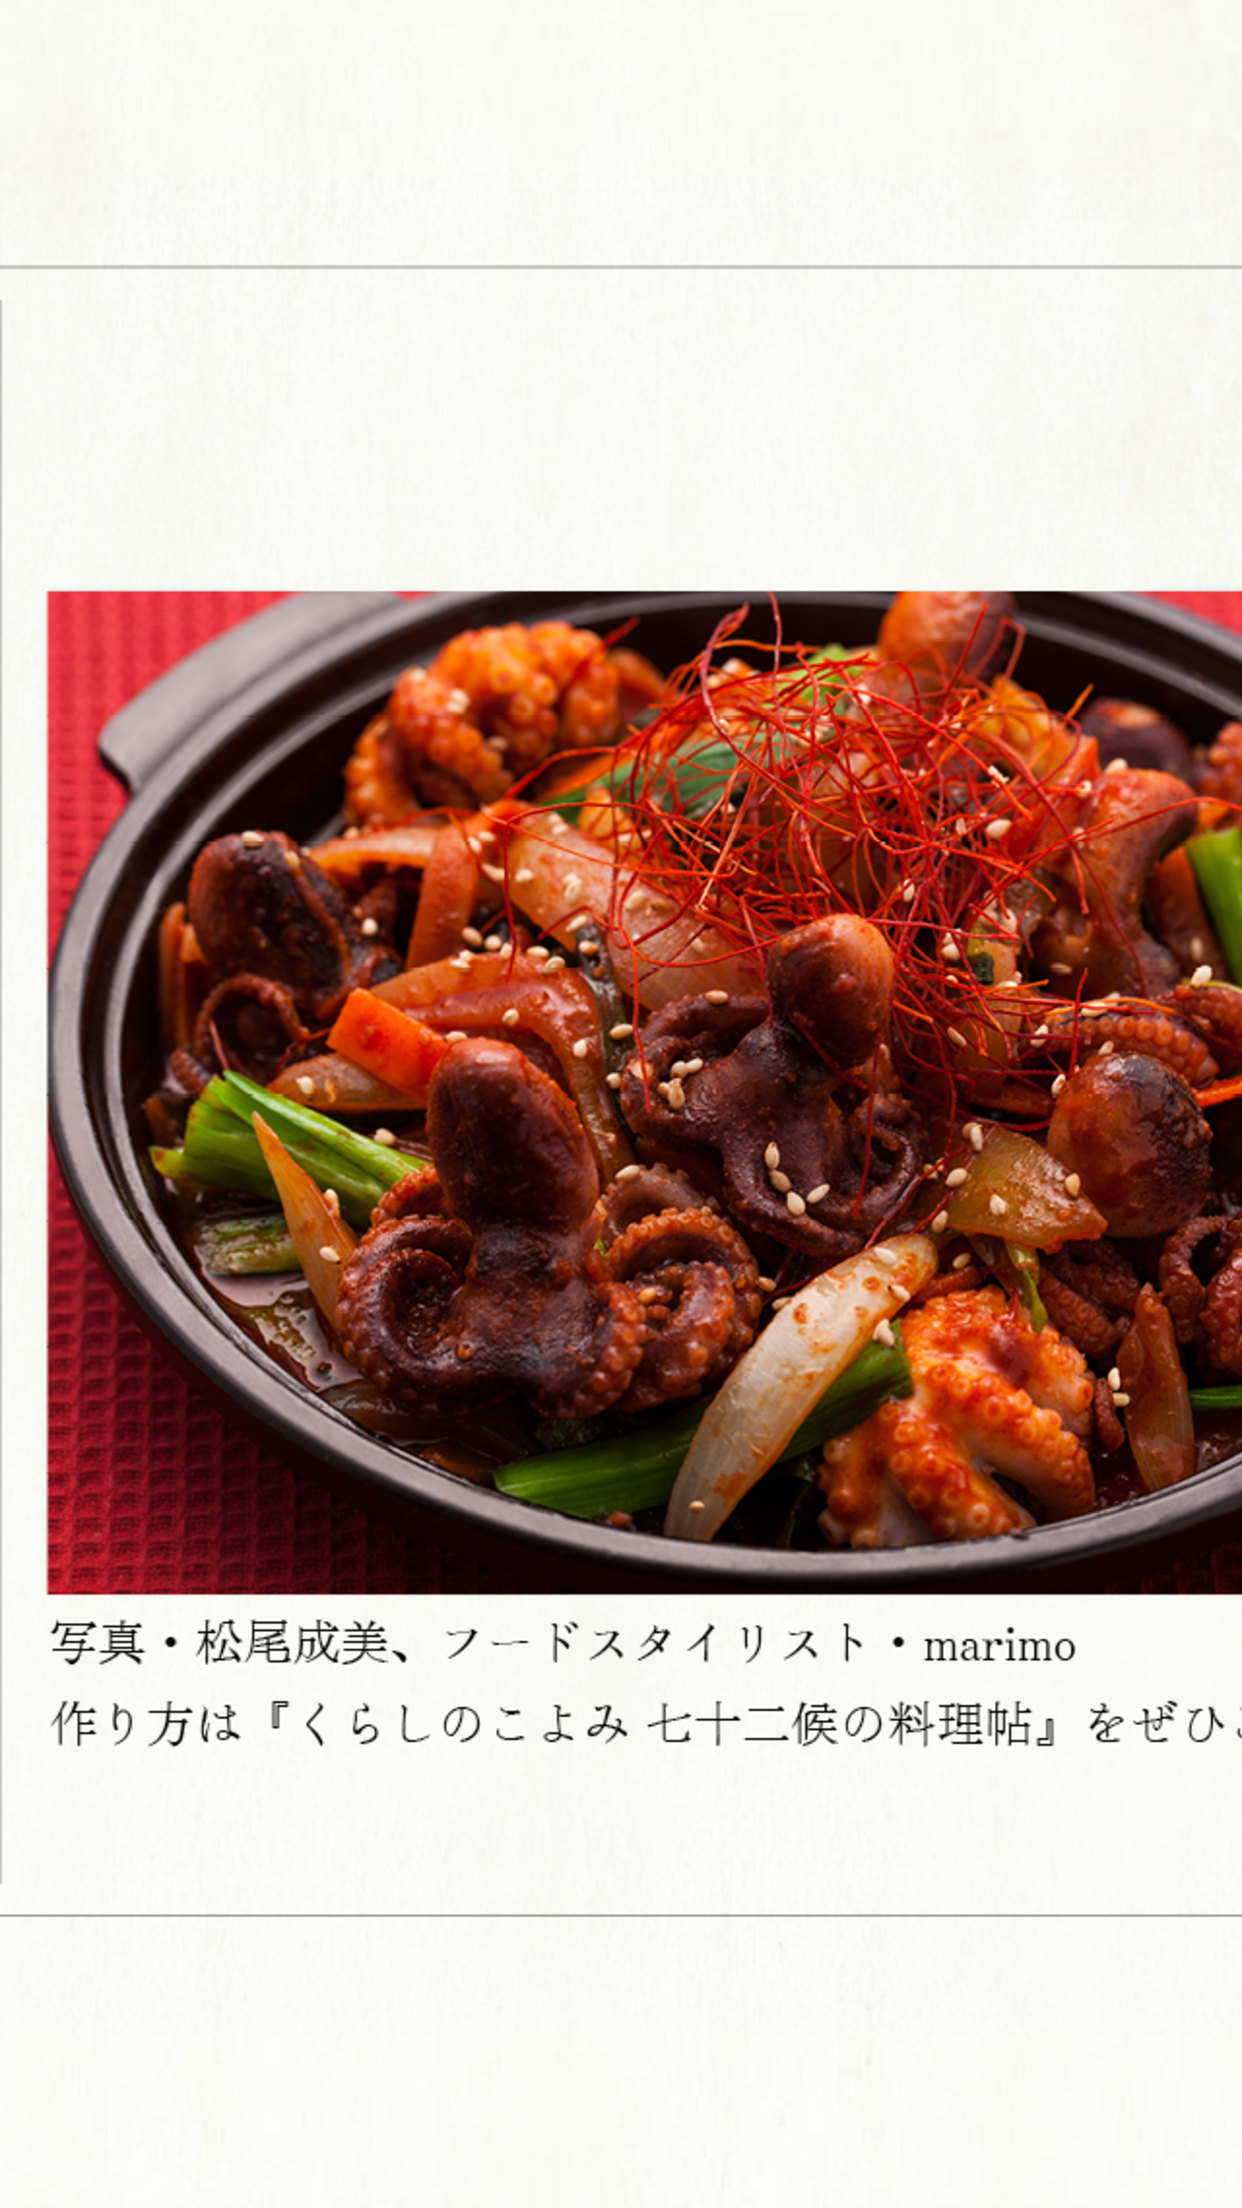 写真・松尾成美、フードスタイリスト・marimo
作り方は『くらしのこよみ 七十二候の料理帖』をぜひ